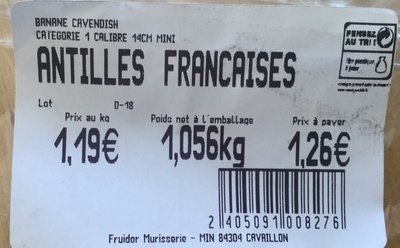 BANANE CAVENDISH
CATEGORIE 1 CALIBRE 14CM MINI
ANTILLES FRANCAISES
PENSEZ
AU TRI !
Lot D-18
Prix au kg Poids net à l'emballage Prix à payer
1,19€ 1,056kg 1,26€
2 405091 008276
Fruidor Murisserie - MIN 84304 CAVAILLON